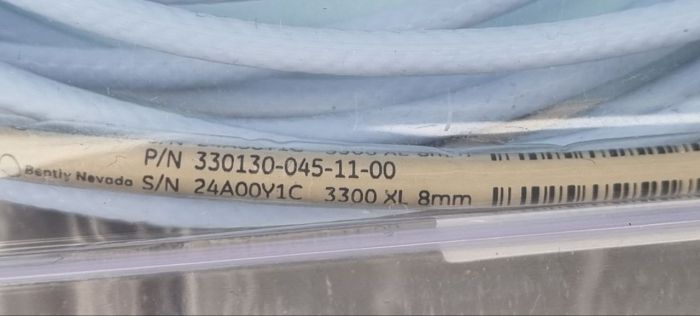 P/N 330130-045-11-00
Bently Nevada S/N 24A00Y1C 3300 XL 8mm